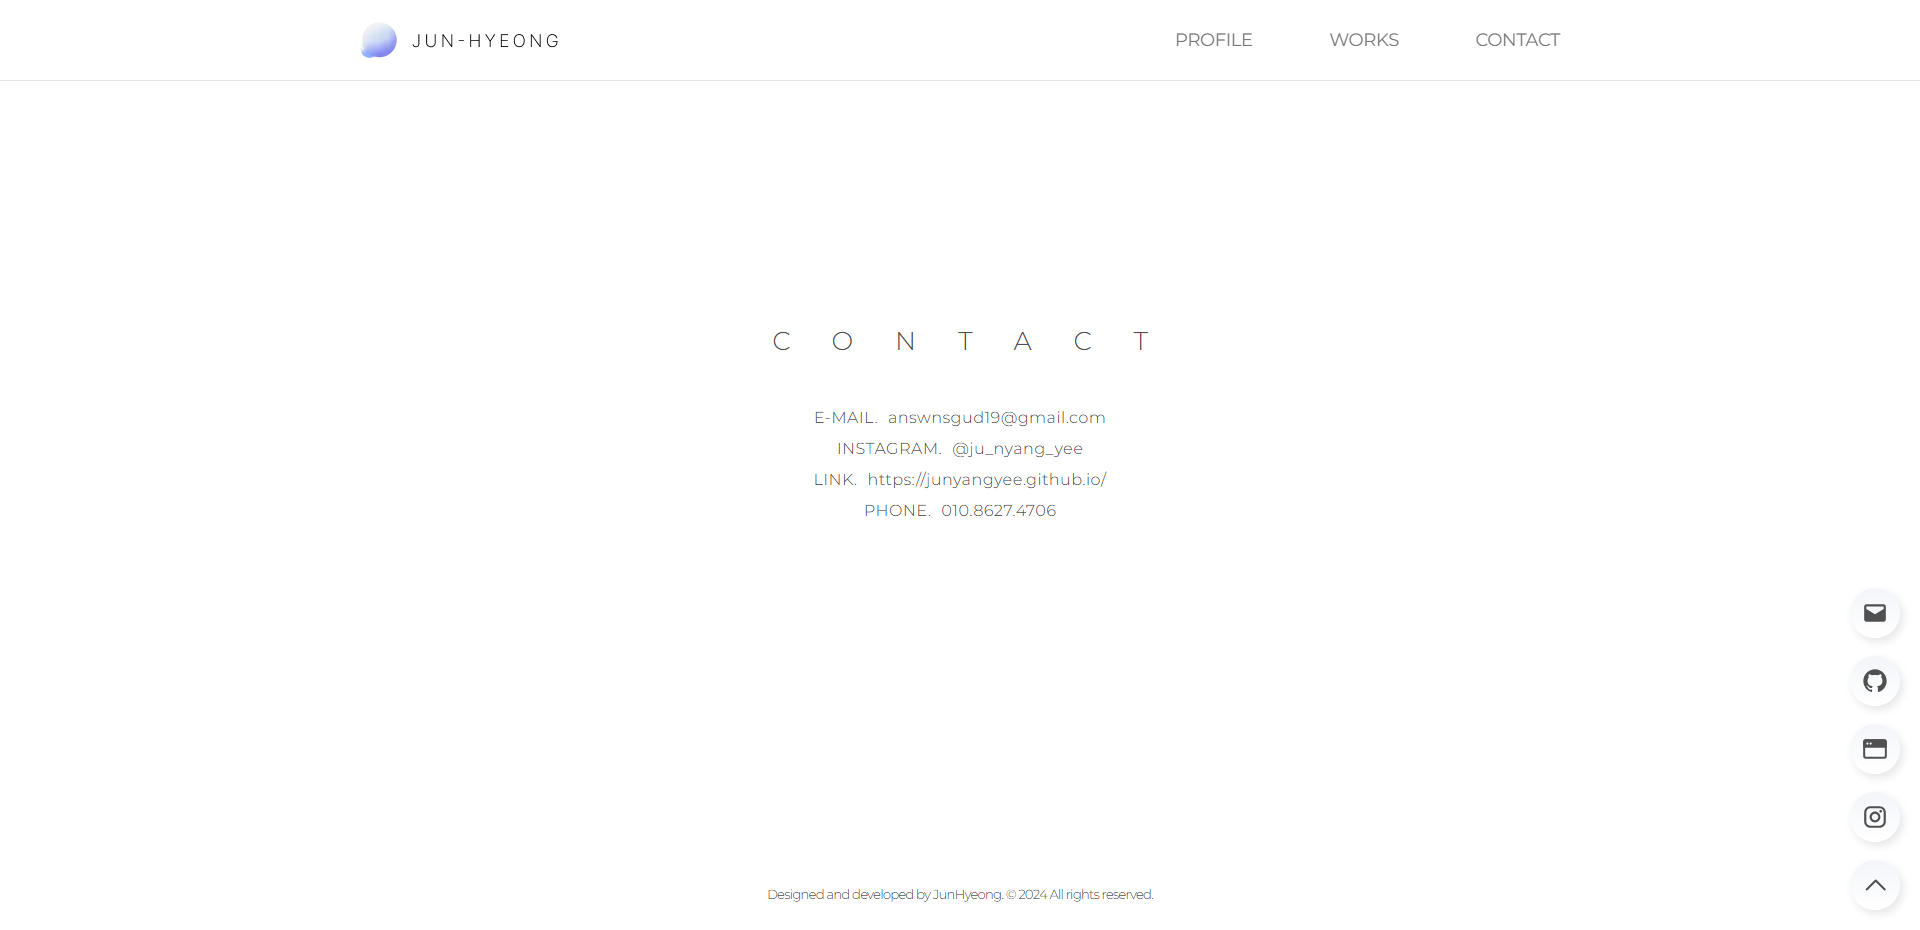 JUN-HYEONG
PROFILE WORKS CONTACT
CONTACT
E-MAIL. answnsgud19@gmail.com
INSTAGRAM. @ju_nyang_yee
LINK. https://junyangyee.github.io/
PHONE. 010.8627.4706
Designed and developed by JunHyeong. © 2024 All rights reserved.